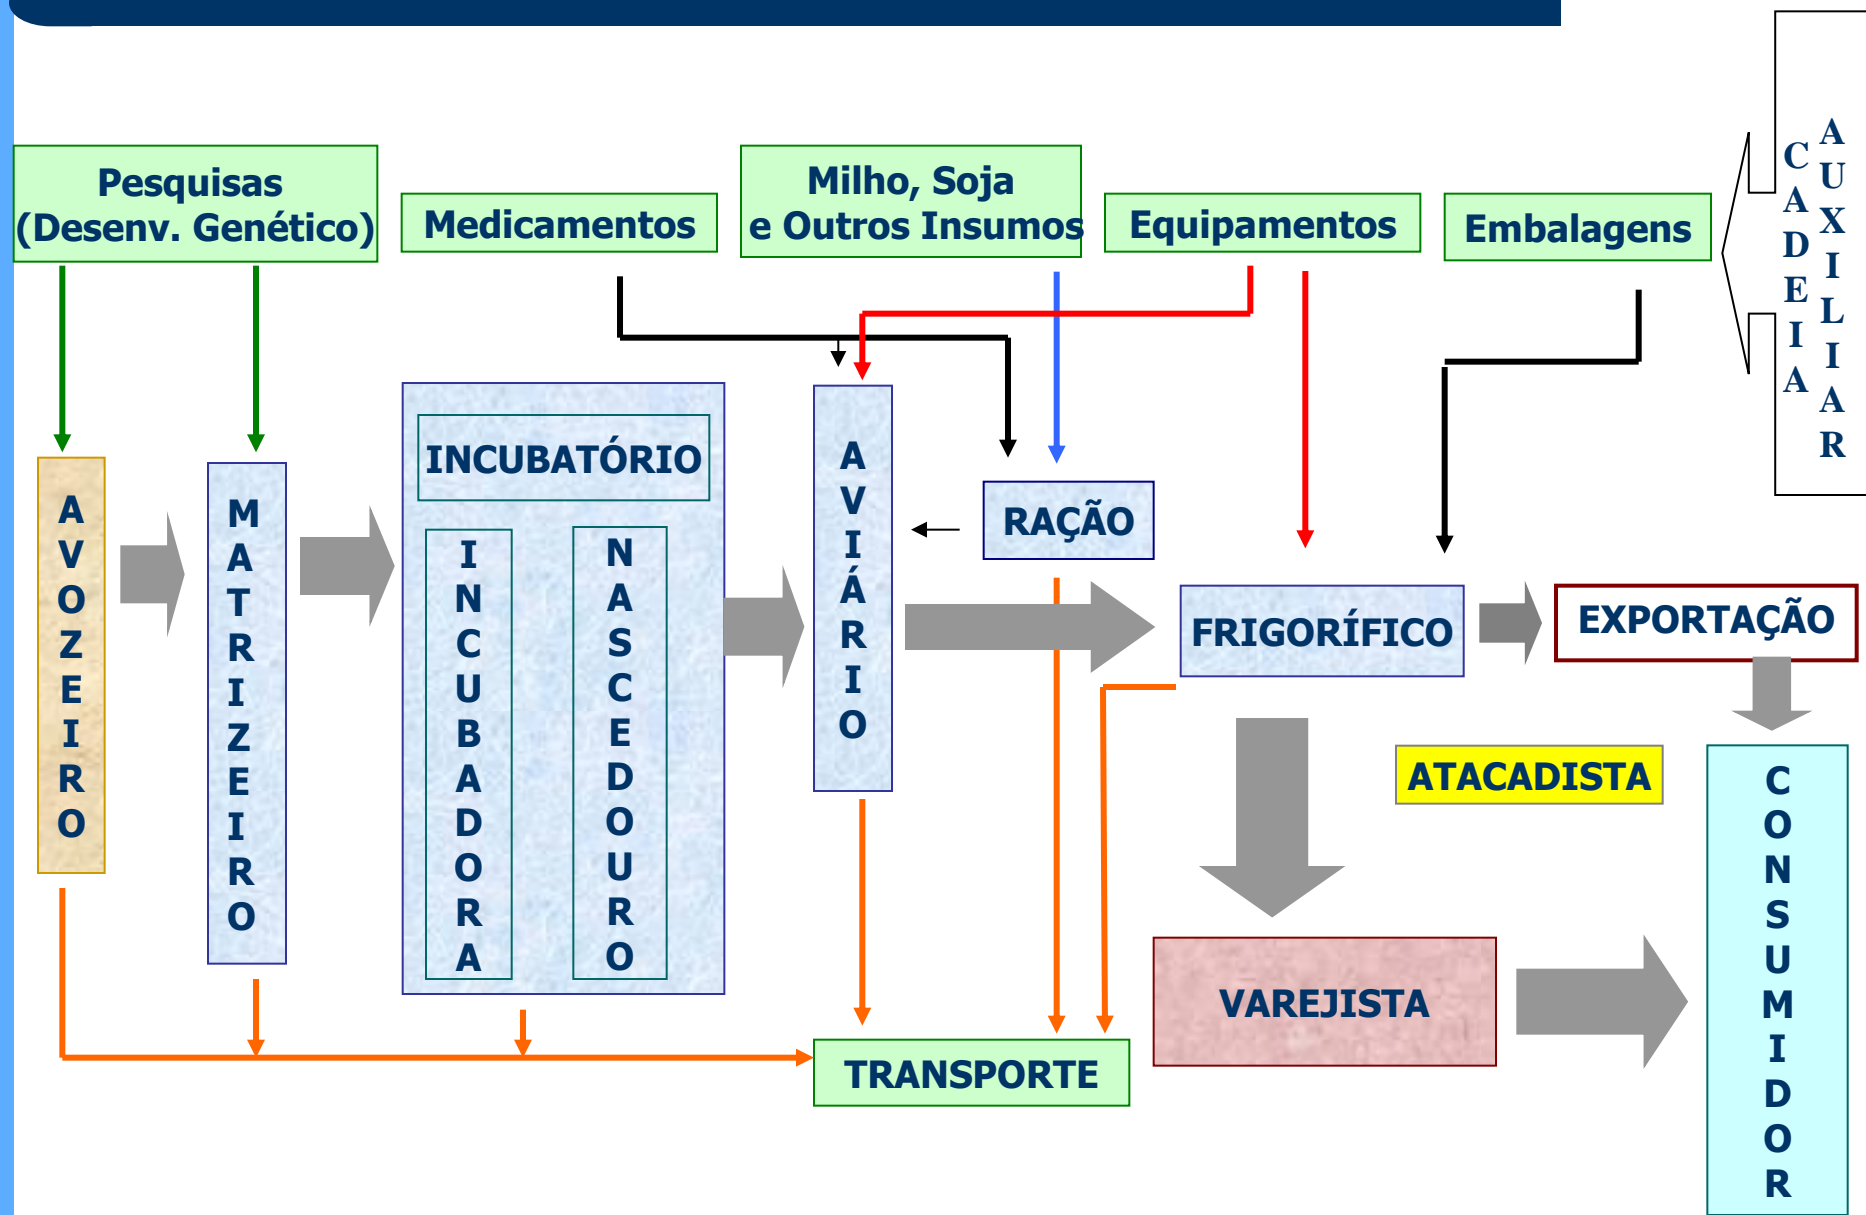 Pesquisas
(Desenv. Genético)
Medicamentos
Milho, Soja
e Outros Insumos
Equipamentos
Embalagens
CADEIA
AUXILIAR
AVOZEIRO
MATRIZEIRO
INCUBATÓRIO
INCUBADORA
NASCEDOURO
AVIÁRIO
RAÇÃO
FRIGORÍFICO
EXPORTAÇÃO
ATACADISTA
VAREJISTA
CONSUMIDOR
TRANSPORTE